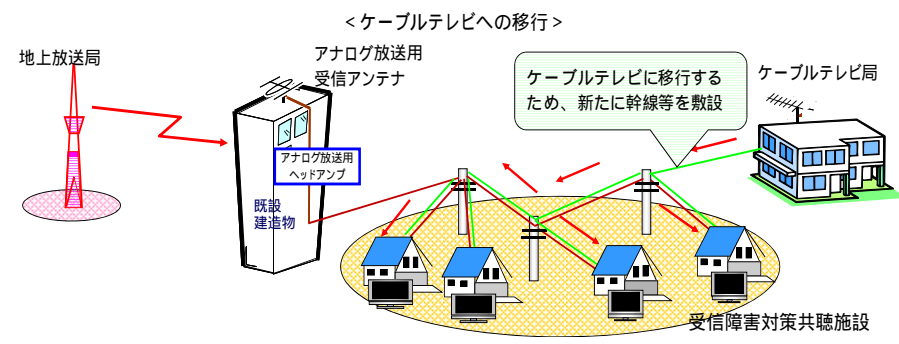 ＜ケーブルテレビへの移行＞
地上放送局
アナログ放送用
受信アンテナ
ケーブルテレビに移行する
ため、新たに幹線等を敷設
ケーブルテレビ局
アナログ放送用
ヘッドアンプ
既設
建造物
受信障害対策共聴施設